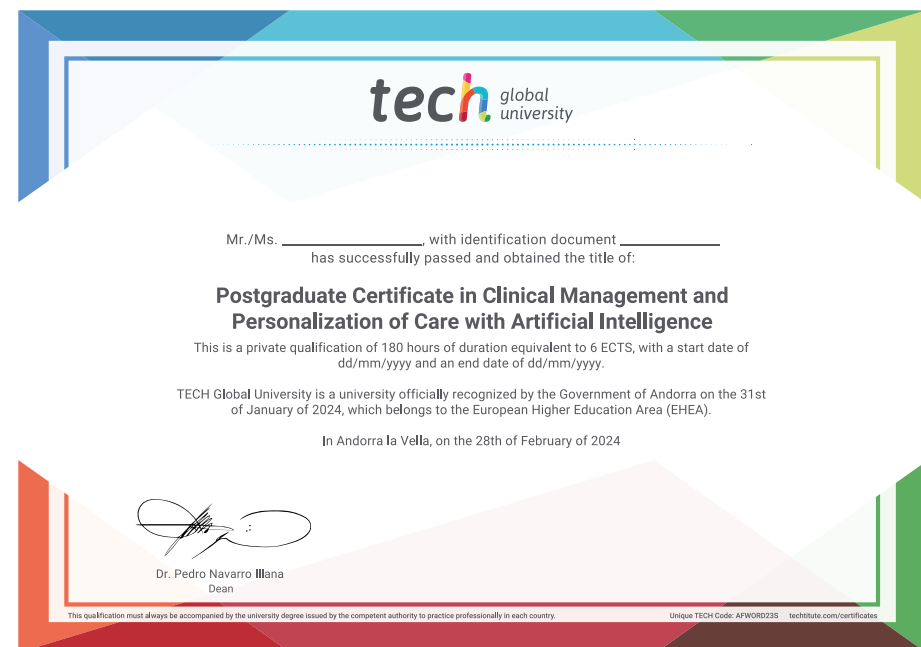 tech global university
Mr./Ms. ____________, with identification document ____________
has successfully passed and obtained the title of:
Postgraduate Certificate in Clinical Management and
Personalization of Care with Artificial Intelligence
This is a private qualification of 180 hours of duration equivalent to 6 ECTS, with a start date of
dd/mm/yyyy and an end date of dd/mm/yyyy.
TECH Global University is a university officially recognized by the Government of Andorra on the 31st
of January of 2024, which belongs to the European Higher Education Area (EHEA).
In Andorra la Vella, on the 28th of February of 2024
Dr. Pedro Navarro Illana
Dean
This qualification must always be accompanied by the university degree issued by the competent authority to practice professionally in each country.
Unique TECH Code: AFWORD23S techtitute.com/certificates